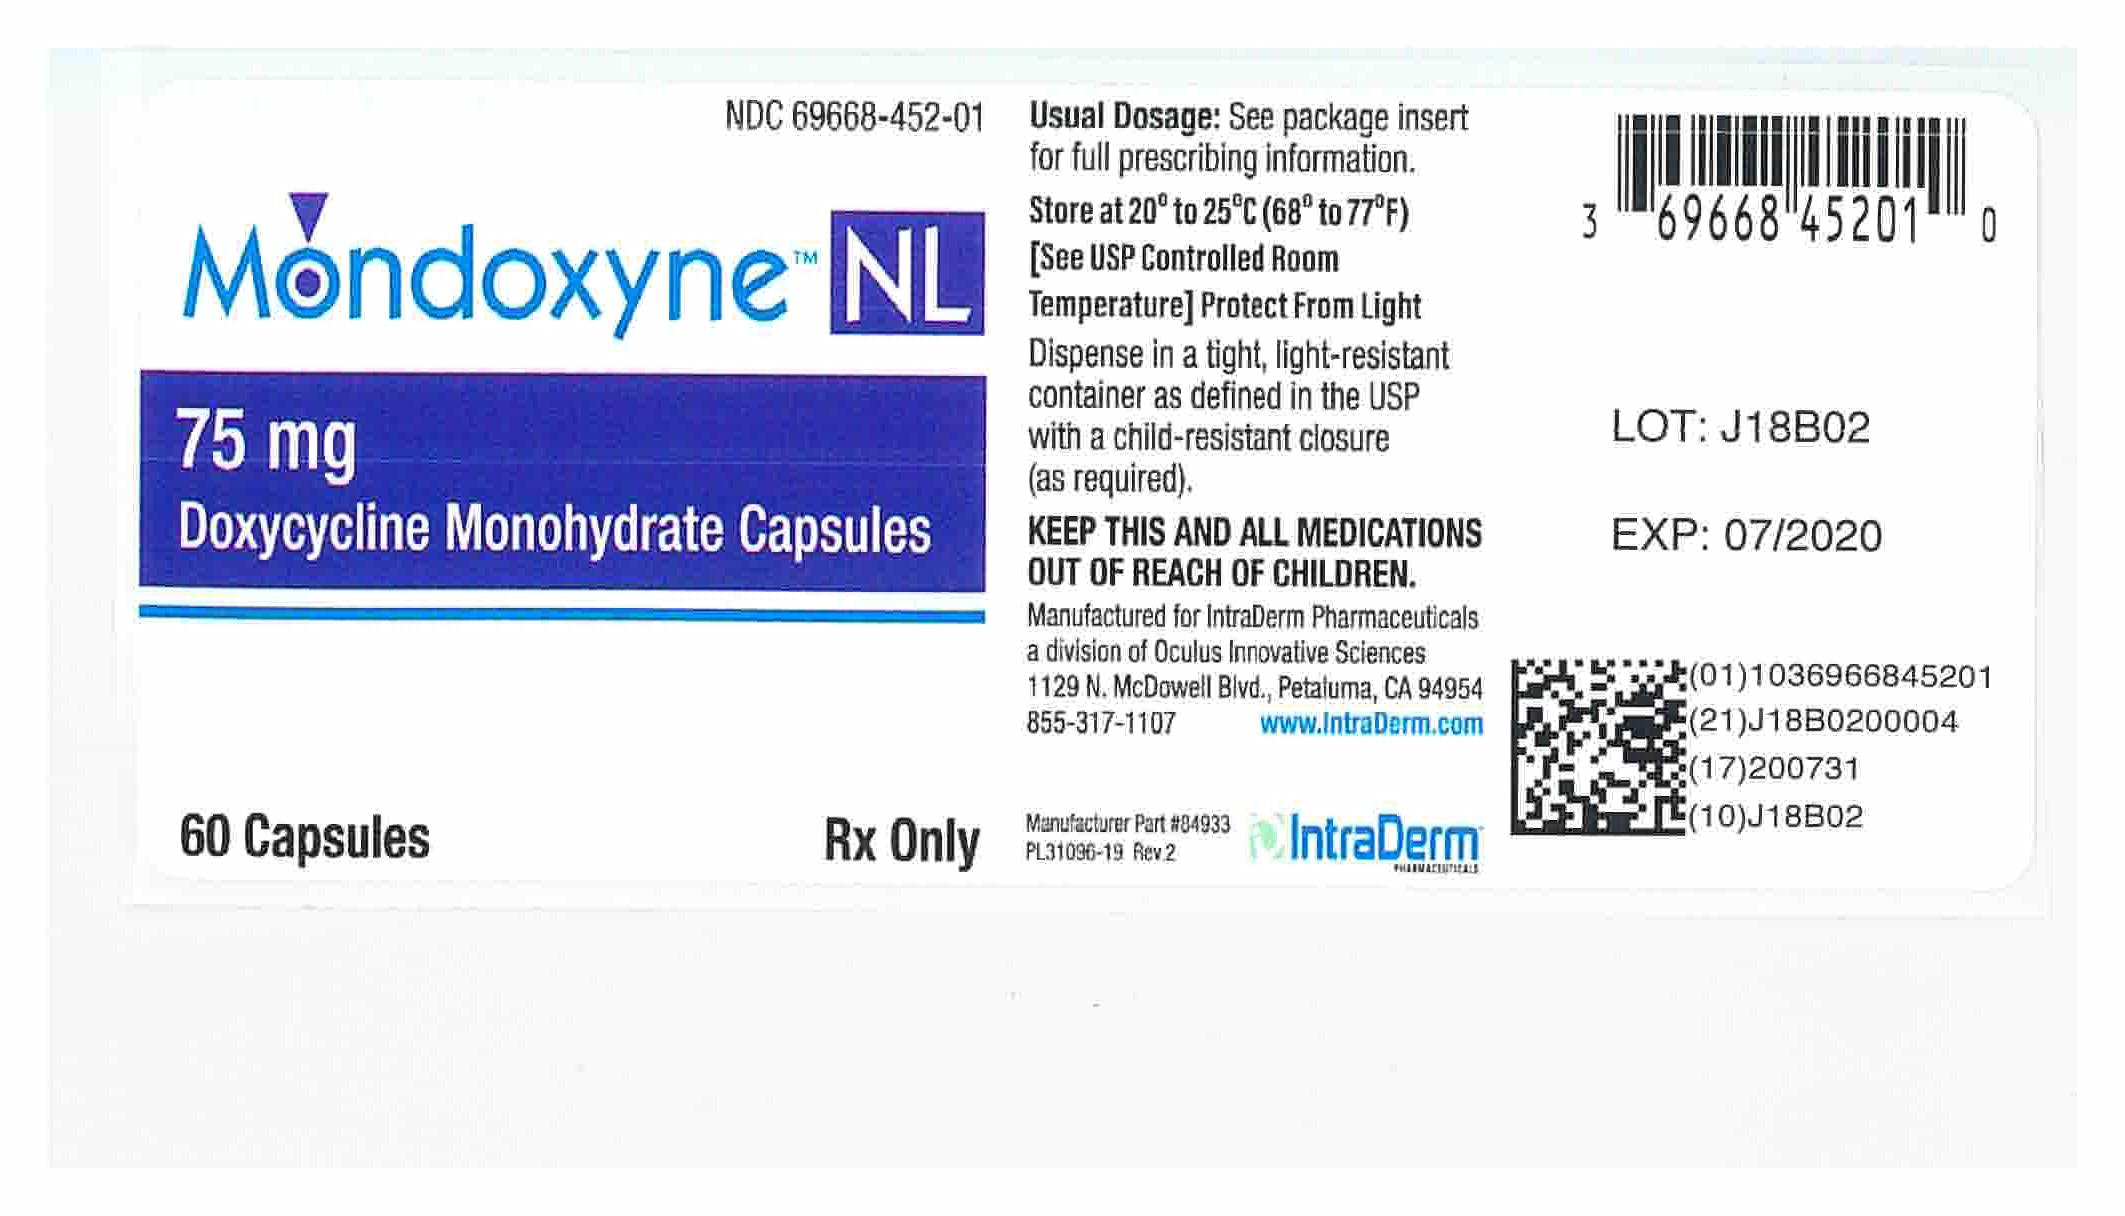 NDC 69668-452-01
Mondoxyne™ NL
75 mg
Doxycycline Monohydrate Capsules
60 Capsules
Rx Only
Usual Dosage: See package insert
for full prescribing information.
Store at 20° to 25°C (68° to 77°F)
[See USP Controlled Room
Temperature] Protect From Light
Dispense in a tight, light-resistant
container as defined in the USP
with a child-resistant closure
(as required).
KEEP THIS AND ALL MEDICATIONS
OUT OF REACH OF CHILDREN.
Manufactured for IntraDerm Pharmaceuticals
a division of Oculus Innovative Sciences
1129 N. McDowell Blvd., Petaluma, CA 94954
855-317-1107 www.IntraDerm.com
Manufacturer Part #84933
PL31096-19 Rev.2
IntraDerm
PHARMACEUTICALS
3 69668 45201 0
LOT: J18B02
EXP: 07/2020
(01)1036966845201
(21)J18B0200004
(17)200731
(10)J18B02